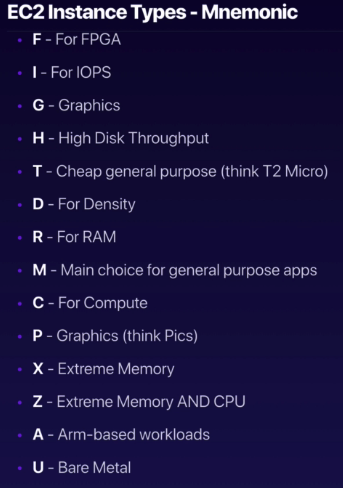 EC2 Instance Types - Mnemonic
• F - For FPGA
• I - For IOPS
• G - Graphics
• H - High Disk Throughput
• T - Cheap general purpose (think T2 Micro)
• D - For Density
• R - For RAM
• M - Main choice for general purpose apps
• C - For Compute
• P - Graphics (think Pics)
• X - Extreme Memory
• Z - Extreme Memory AND CPU
• A - Arm-based workloads
• U - Bare Metal